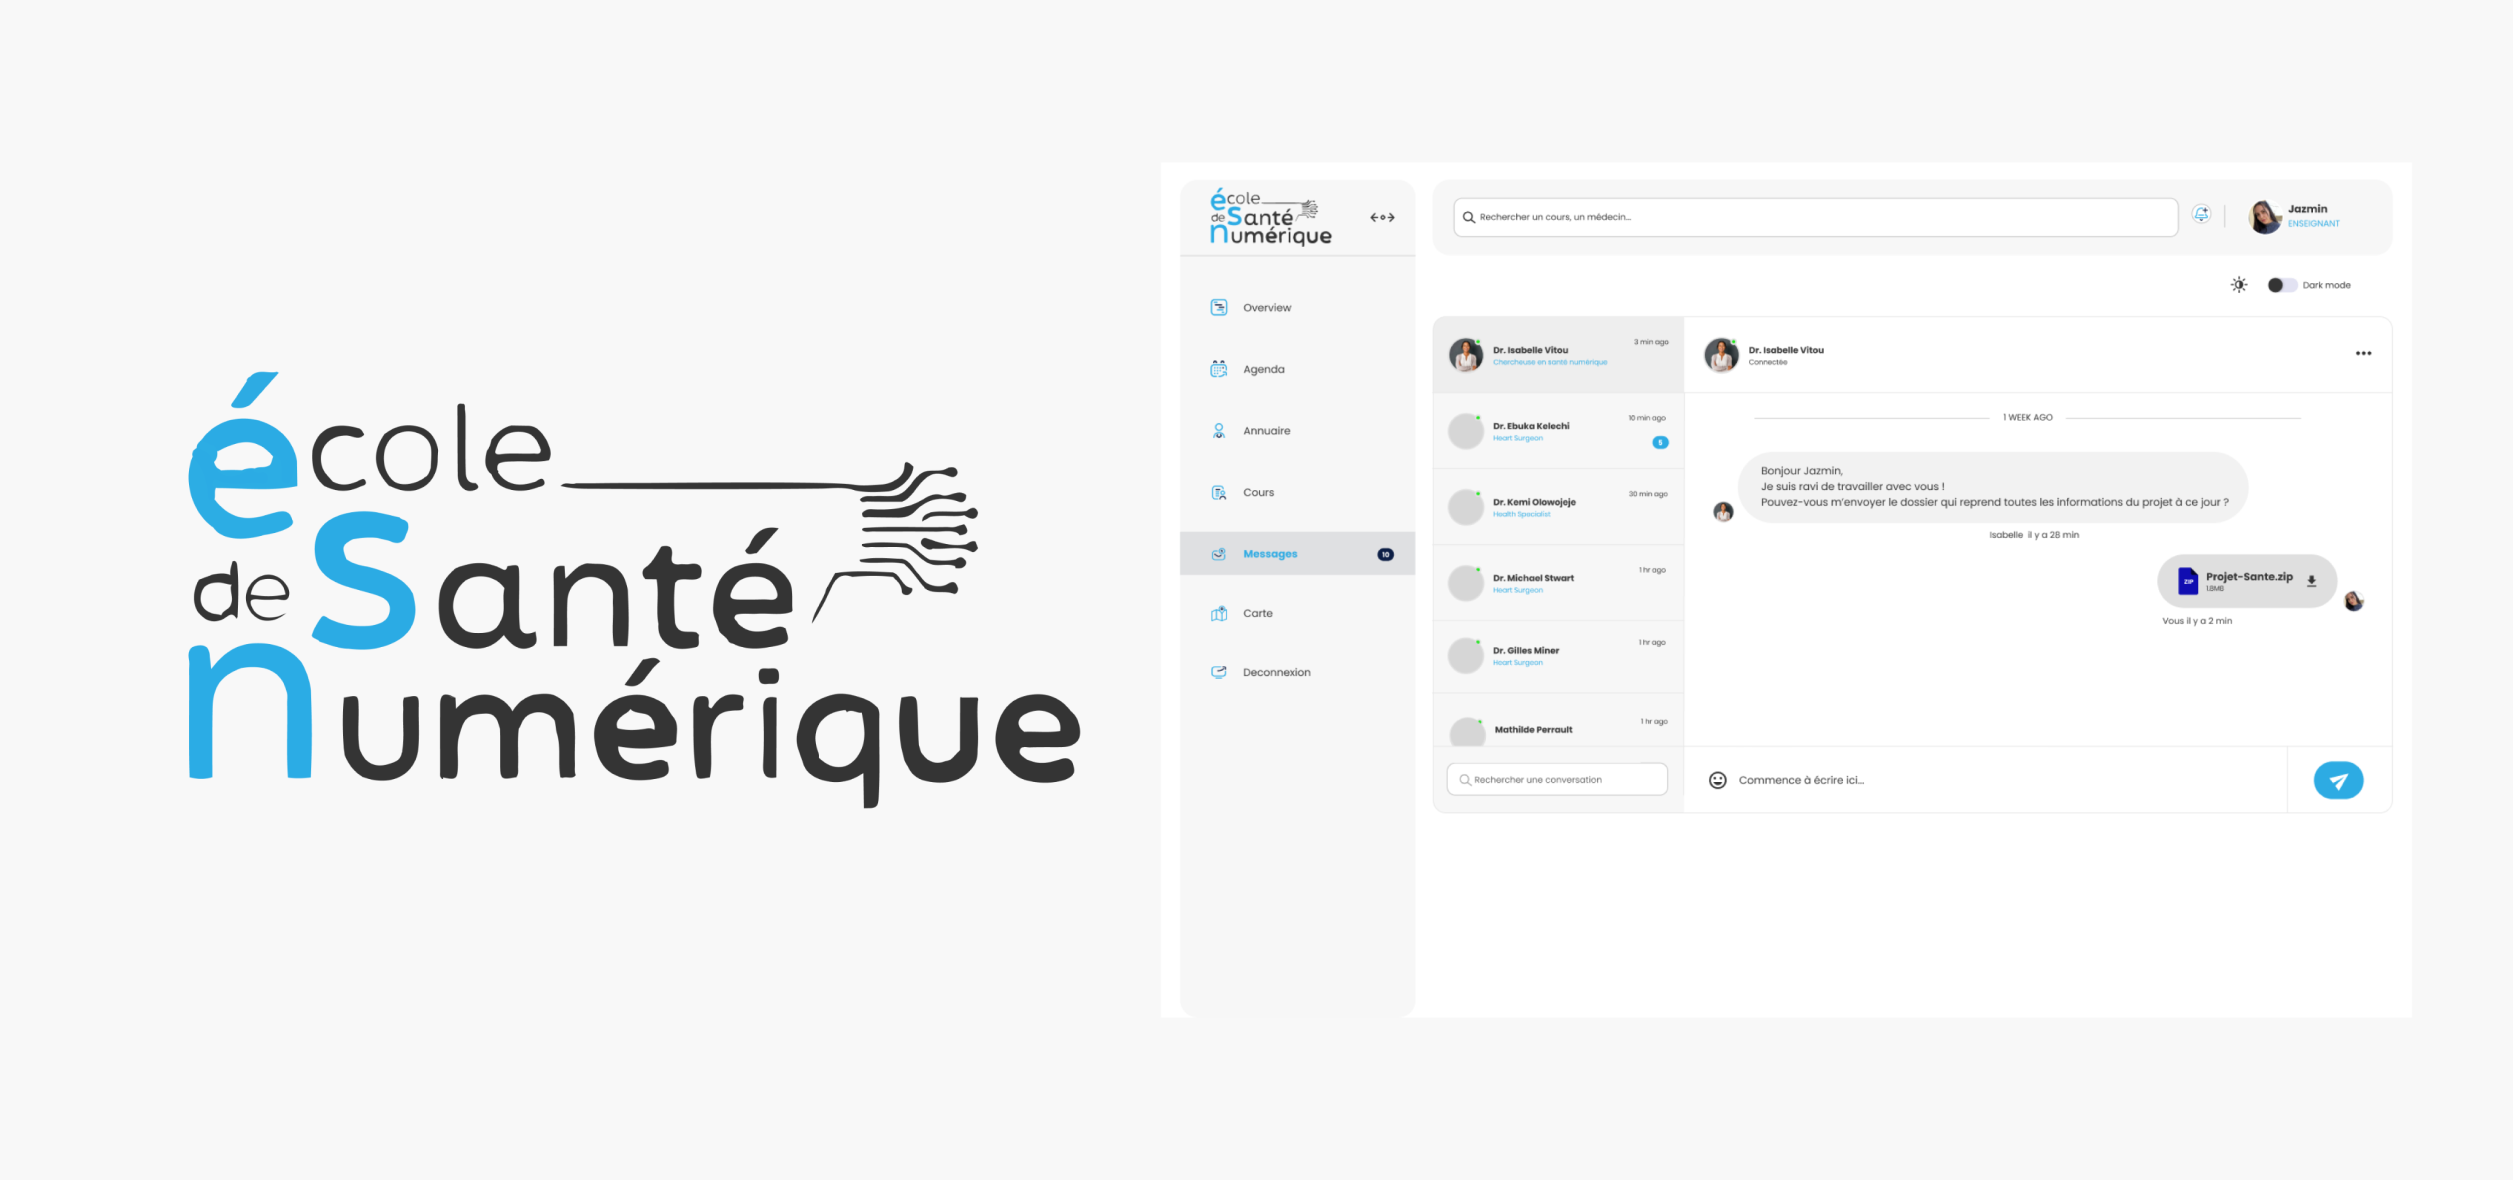 école
de Santé
numérique
école
de Santé
numérique
Rechercher un cours, un médecin...
Jazmin
ENSEIGNANT
Dark mode
Overview
Agenda
Annuaire
Cours
Messages
10
Carte
Deconnexion
Dr. Isabelle Vitou
3 min ago
Chercheuse en santé numérique
Dr. Ebuka Kelechi
10 min ago
Heart Surgeon
5
Dr. Kemi Olowojeje
30 min ago
Health Specialist
Dr. Michael Stwart
1 hr ago
Heart Surgeon
Dr. Gilles Miner
1 hr ago
Heart Surgeon
Mathilde Perrault
1 hr ago
Rechercher une conversation
Dr. Isabelle Vitou
Connectée
1 WEEK AGO
Bonjour Jazmin,
Je suis ravi de travailler avec vous !
Pouvez-vous m'envoyer le dossier qui reprend toutes les informations du projet à ce jour ?
Isabelle il y a 28 min
ZIP
Projet-Sante.zip
1.8MB
Vous il y a 2 min
Commence à écrire ici...